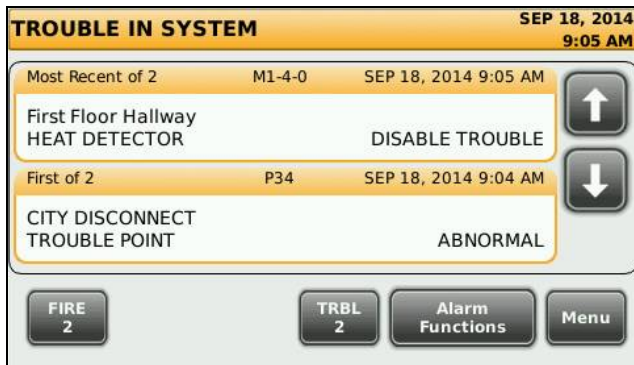 TROUBLE IN SYSTEM
SEP 18, 2014
9:05 AM
Most Recent of 2 M1-4-0 SEP 18, 2014 9:05 AM
First Floor Hallway
HEAT DETECTOR DISABLE TROUBLE
First of 2 P34 SEP 18, 2014 9:04 AM
CITY DISCONNECT
TROUBLE POINT ABNORMAL
FIRE
2
TRBL
2
Alarm
Functions
Menu